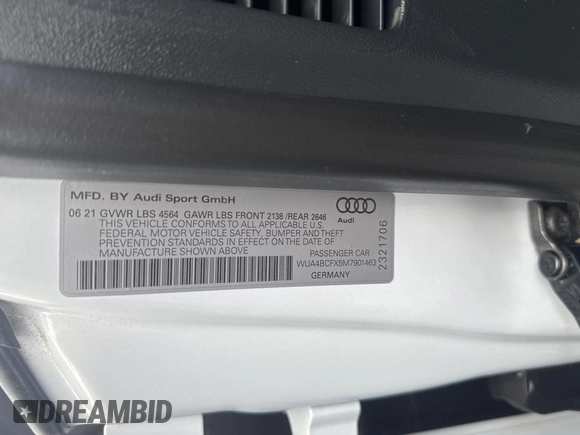 MFD. BY Audi Sport GmbH
06 21 GVWR LBS 4564 GAWR LBS FRONT 2138 /REAR 2646
THIS VEHICLE CONFORMS TO ALL APPLICABLE U.S.
FEDERAL MOTOR VEHICLE SAFETY, BUMPER AND THEFT
PREVENTION STANDARDS IN EFFECT ON THE DATE OF
MANUFACTURE SHOWN ABOVE
Audi
PASSENGER CAR
WUA4BCFX5M7901463
GERMANY
2321706
DREAMBID